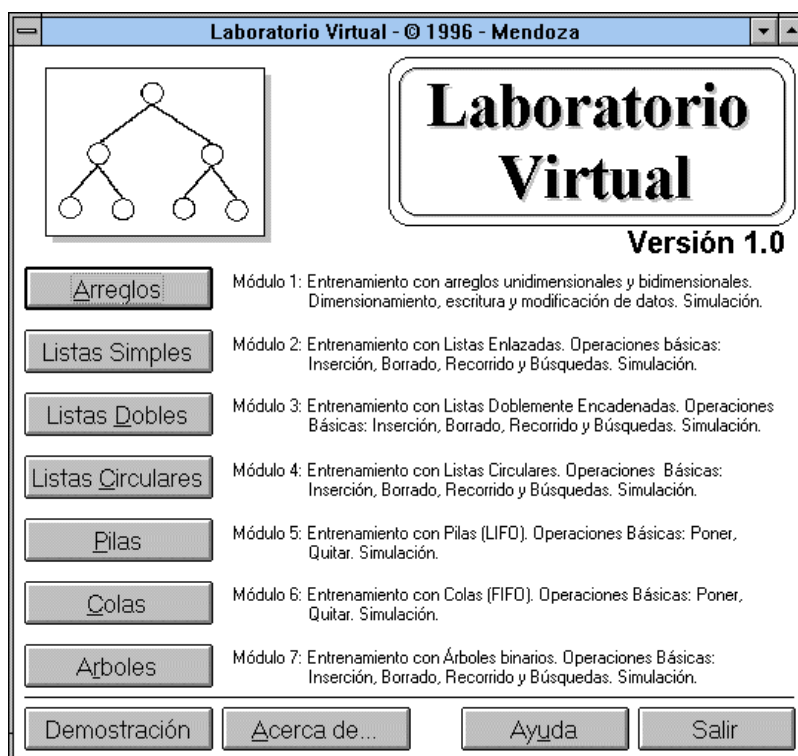 Laboratorio Virtual - © 1996 - Mendoza
Laboratorio
Virtual
Versión 1.0
Arreglos
Módulo 1: Entrenamiento con arreglos unidimensionales y bidimensionales.
Dimensionamiento, escritura y modificación de datos. Simulación.
Listas Simples
Módulo 2: Entrenamiento con Listas Enlazadas. Operaciones básicas:
Inserción, Borrado, Recorrido y Búsquedas. Simulación.
Listas Dobles
Módulo 3: Entrenamiento con Listas Doblemente Encadenadas. Operaciones
Básicas: Inserción, Borrado, Recorrido y Búsquedas. Simulación.
Listas Circulares
Módulo 4: Entrenamiento con Listas Circulares. Operaciones Básicas:
Inserción, Borrado, Recorrido y Búsquedas. Simulación.
Pilas
Módulo 5: Entrenamiento con Pilas (LIFO). Operaciones Básicas: Poner,
Quitar. Simulación.
Colas
Módulo 6: Entrenamiento con Colas (FIFO). Operaciones Básicas: Poner,
Quitar. Simulación.
Arboles
Módulo 7: Entrenamiento con Árboles binarios. Operaciones Básicas:
Inserción, Borrado, Recorrido y Búsquedas. Simulación.
Demostración
Acerca de...
Ayuda
Salir